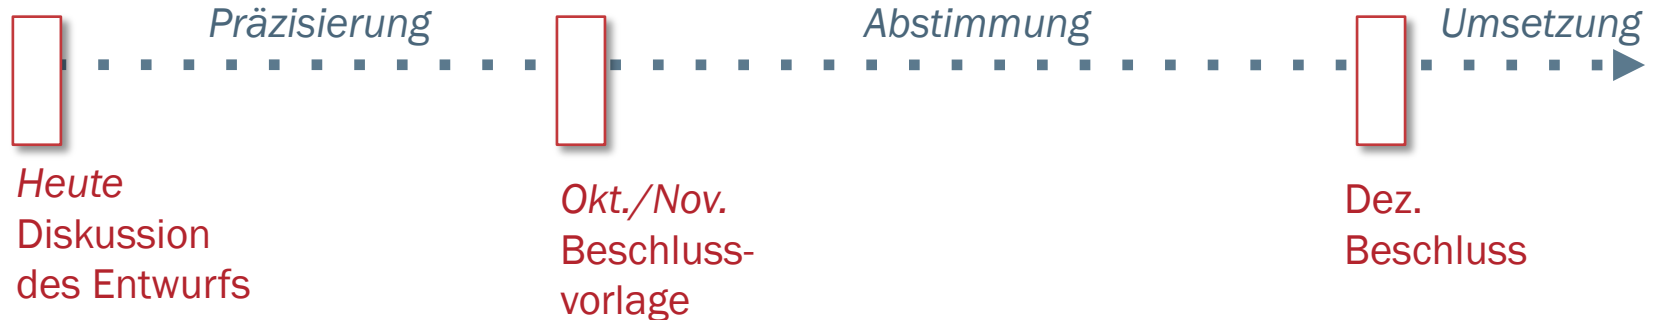 Präzisierung
Abstimmung
Umsetzung
Heute
Diskussion
des Entwurfs
Okt./Nov.
Beschluss-
vorlage
Dez.
Beschluss